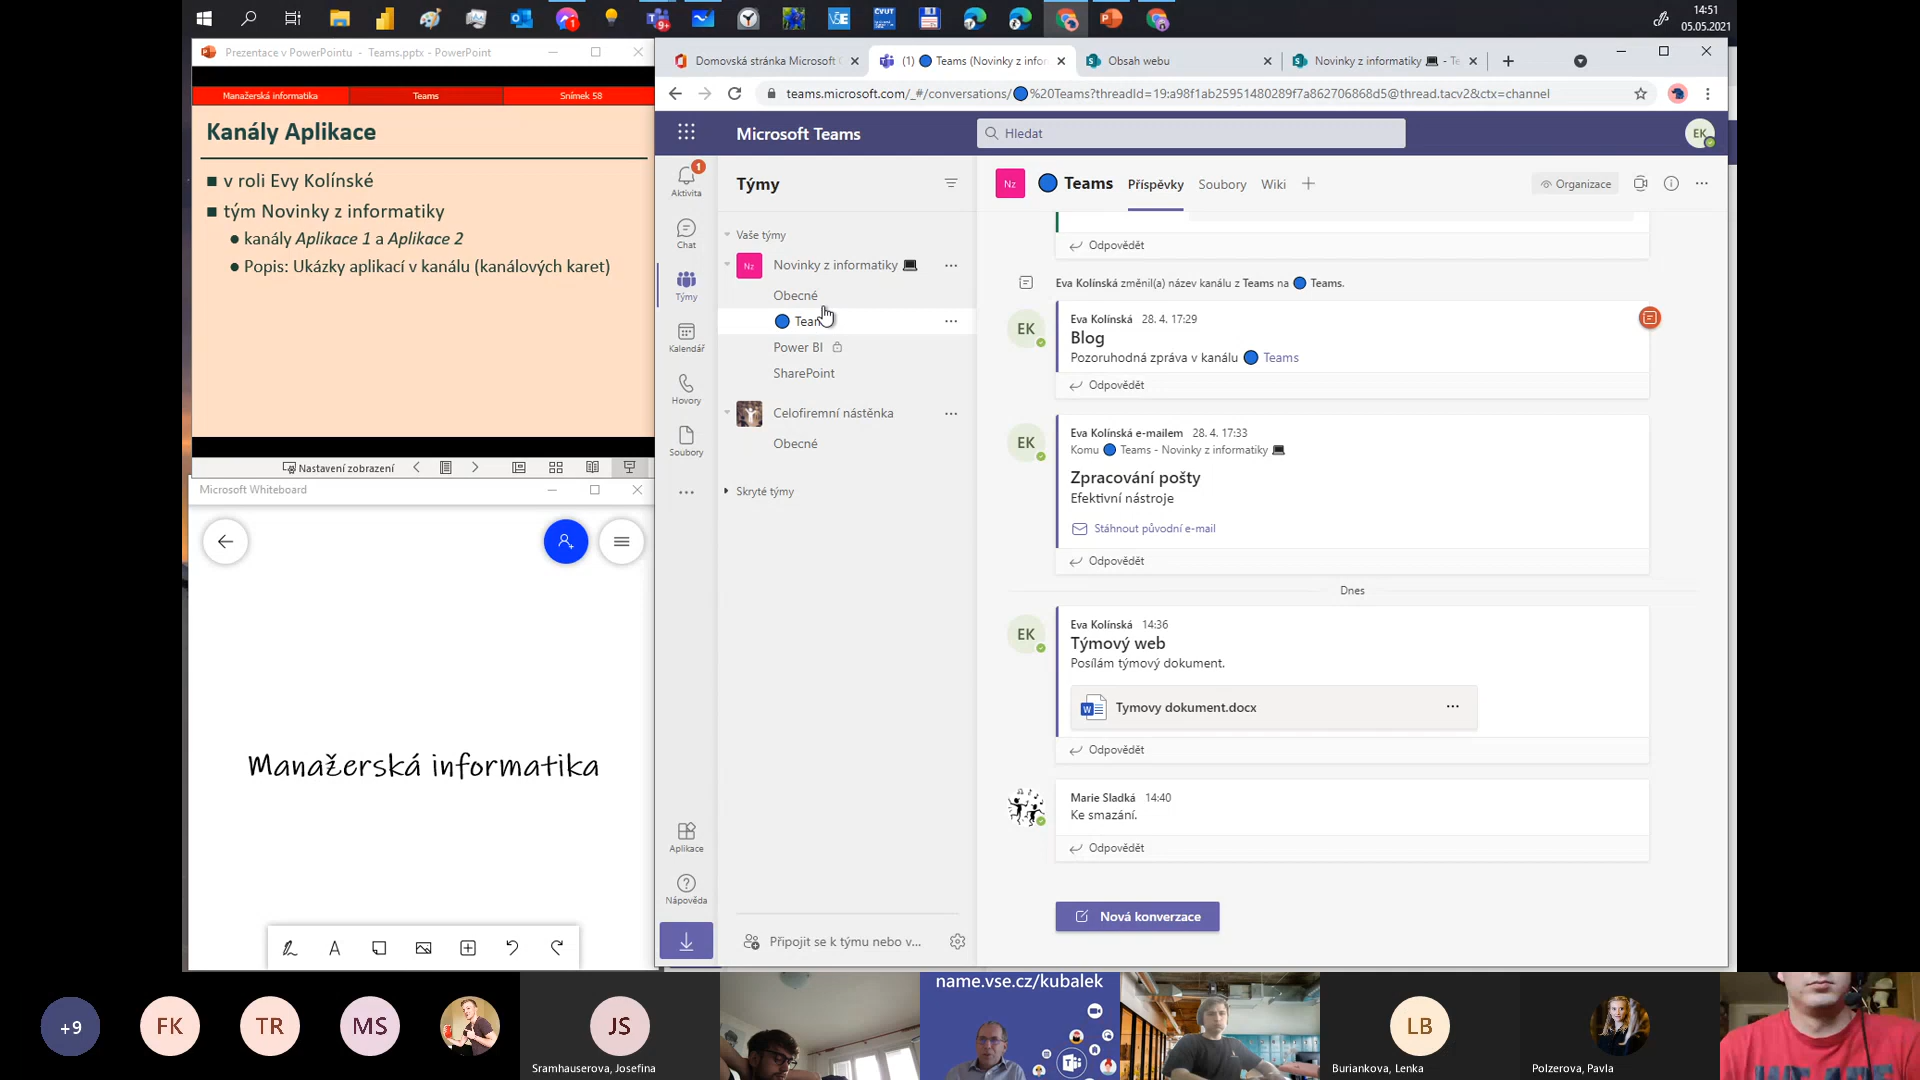 14:51
05.05.2021
Prezentace v PowerPointu - Teams.pptx - PowerPoint
Manažerská informatika
Teams
Snímek 58
Kanály Aplikace
v roli Evy Kolínské
tým Novinky z informatiky
kanály Aplikace 1 a Aplikace 2
Popis: Ukázky aplikací v kanálu (kanálových karet)
Nastavení zobrazení
Microsoft Whiteboard
Manažerská informatika
Domovská stránka Microsoft
(1) Teams (Novinky z infor
Obsah webu
Novinky z informatiky - Te
teams.microsoft.com/_#/conversations/ %20Teams?threadId=19:a98f1ab25951480289f7a862706868d5@thread.tacv2&ctx=channel
Microsoft Teams
Hledat
EK
1
Aktivita
Chat
Týmy
Kalendář
Hovory
Soubory
Aplikace
Nápověda
Týmy
Vaše týmy
Nz
Novinky z informatiky
Obecné
Power BI
SharePoint
Celofiremní nástěnka
Obecné
Skryté týmy
Připojit se k týmu nebo v...
Nz
Teams
Příspěvky
Soubory
Wiki
Organizace
Odpovědět
Eva Kolínská změnil(a) název kanálu z Teams na Teams.
EK
Eva Kolínská 28. 4. 17:29
Blog
Pozoruhodná zpráva v kanálu Teams
Odpovědět
EK
Eva Kolínská e-mailem 28. 4. 17:33
Komu Teams - Novinky z informatiky
Zpracování pošty
Efektivní nástroje
Stáhnout původní e-mail
Odpovědět
Dnes
EK
Eva Kolínská 14:36
Týmový web
Posílám týmový dokument.
Tymovy dokument.docx
Odpovědět
Marie Sladká 14:40
Ke smazání.
Odpovědět
Nová konverzace
+9
FK
TR
MS
JS
Sramhauserova, Josefina
name.vse.cz/kubalek
LB
Buriankova, Lenka
Polzerova, Pavla